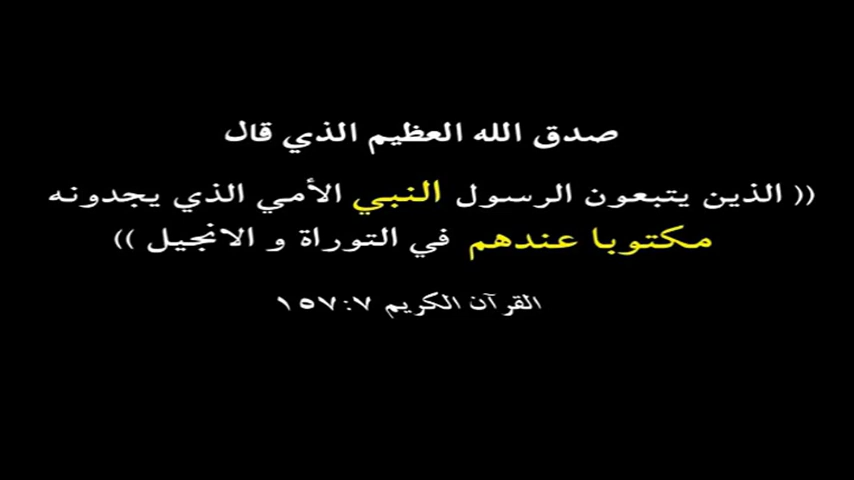 صدق الله العظيم الذي قال
(( الذين يتبعون الرسول النبي الأمي الذي يجدونه
مكتوبا عندهم في التوراة و الانجيل ))
القرآن الكريم ١٥٧:٧